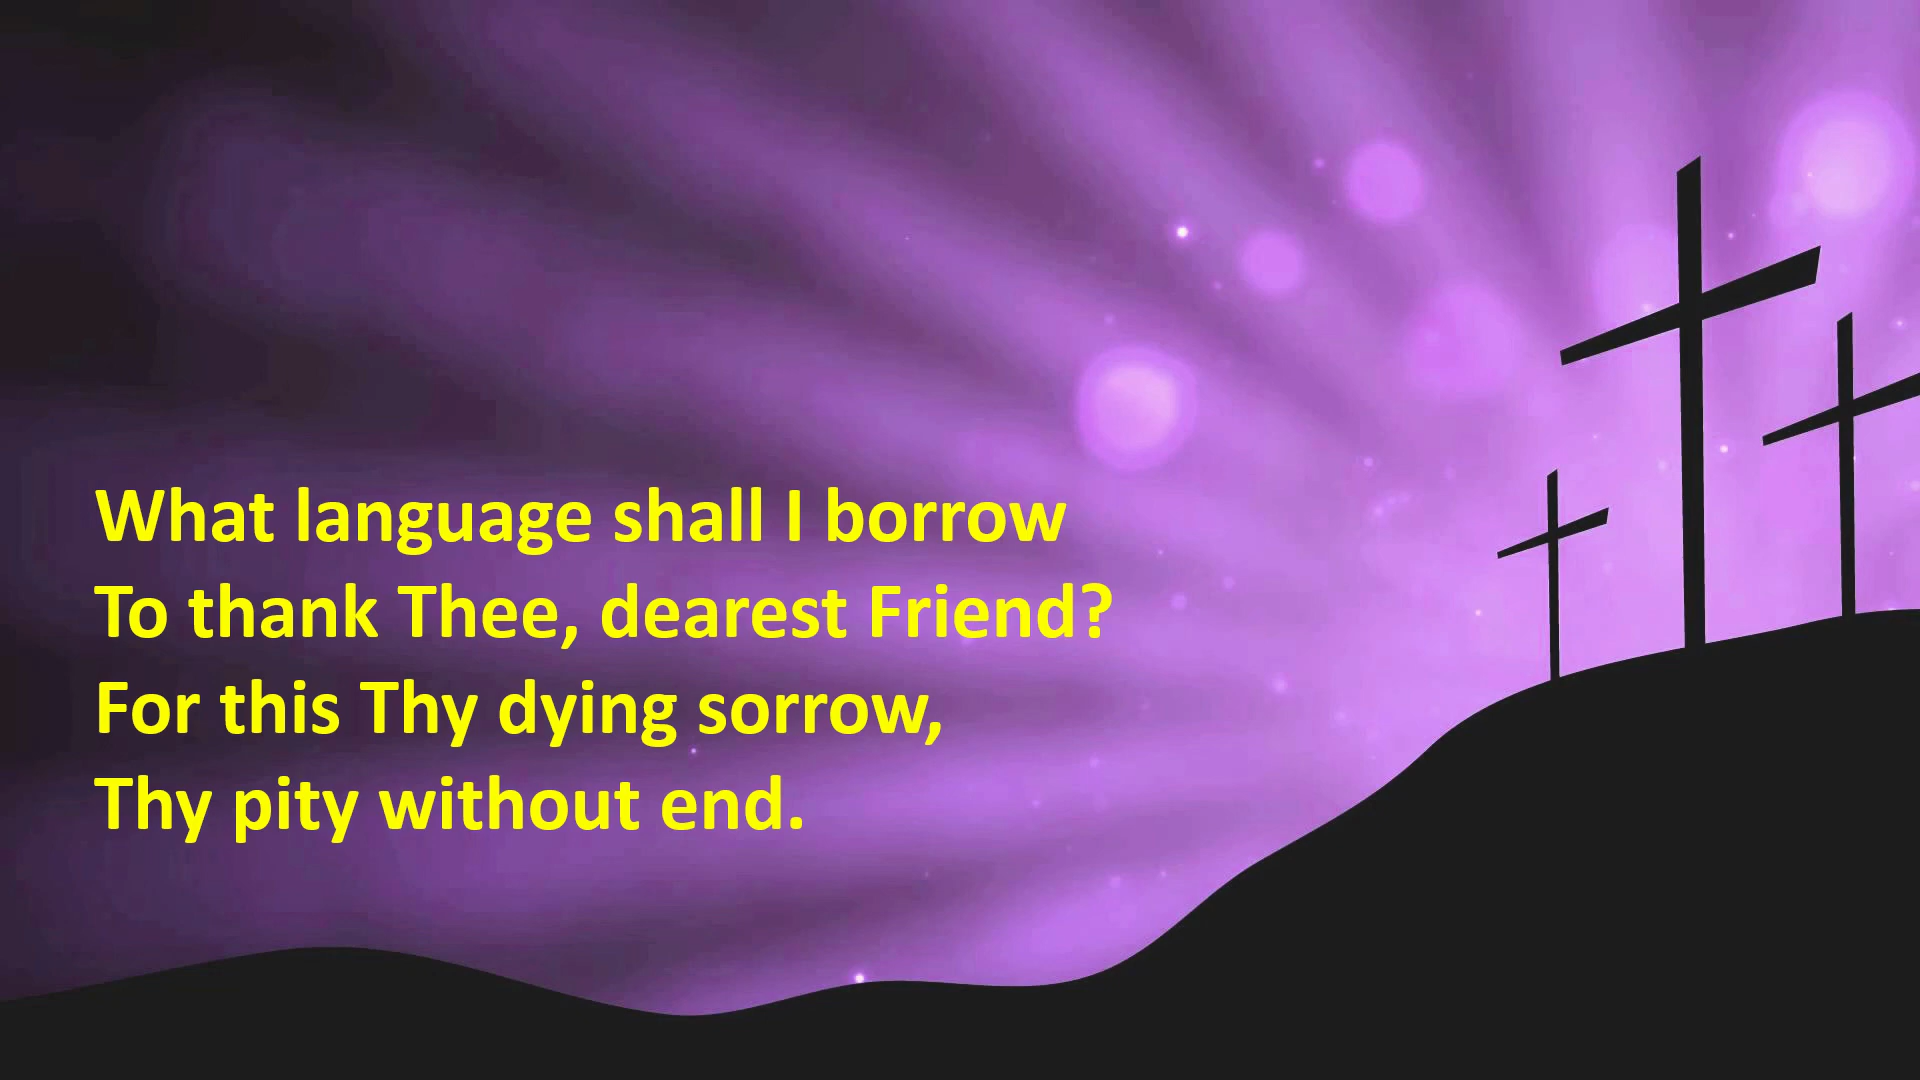 What language shall I borrow
To thank Thee, dearest Friend?
For this Thy dying sorrow,
Thy pity without end.